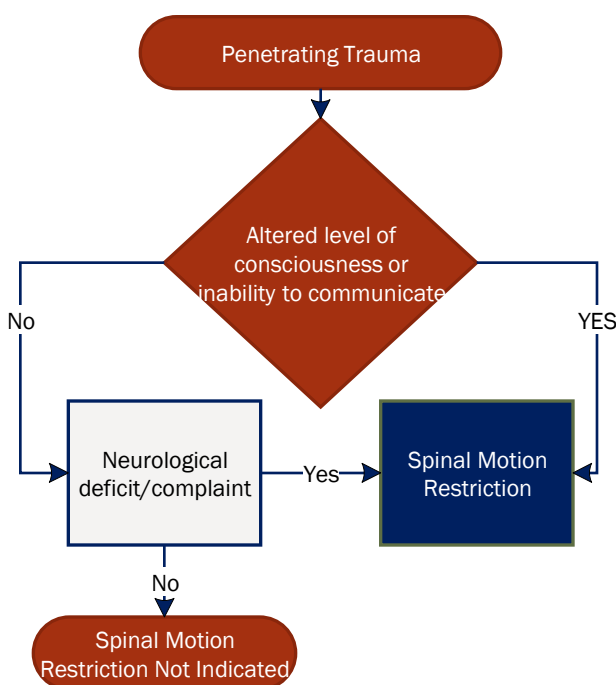 Penetrating Trauma
Altered level of
consciousness or
inability to communicate
No
YES
Neurological
deficit/complaint
Yes
Spinal Motion
Restriction
No
Spinal Motion
Restriction Not Indicated